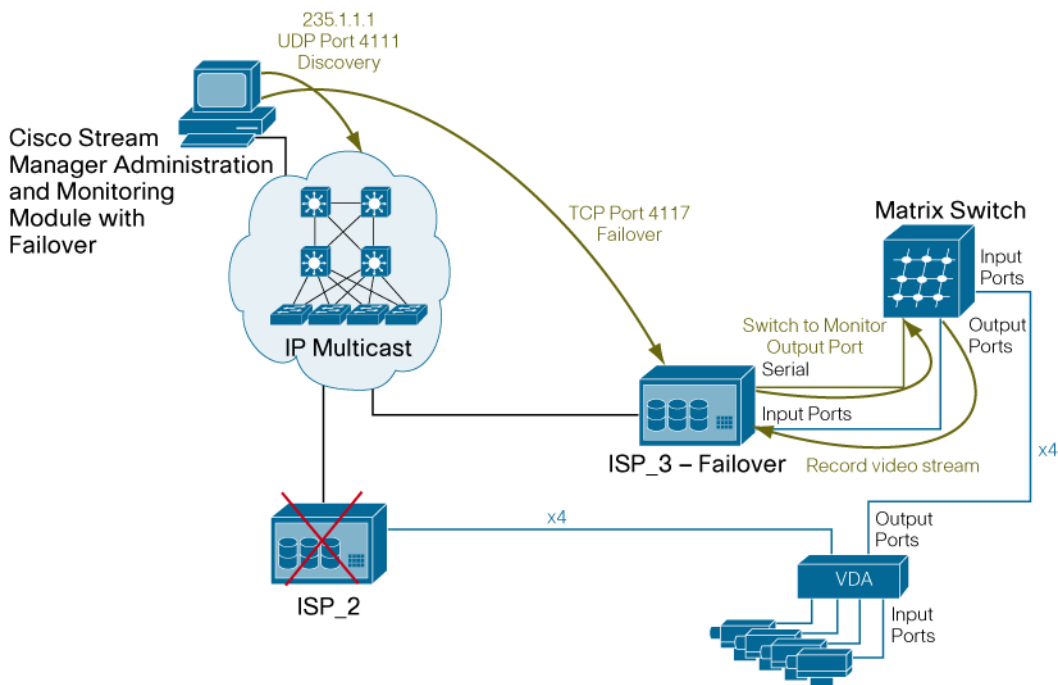 235.1.1.1
UDP Port 4111
Discovery
Cisco Stream
Manager Administration
and Monitoring
Module with
Failover
TCP Port 4117
Failover
Matrix Switch
Input
Ports
IP Multicast
Switch to Monitor
Output Port
Output
Ports
Serial
Input Ports
ISP_3 – Failover
Record video stream
x4
x4
Output
Ports
ISP_2
VDA
Input
Ports